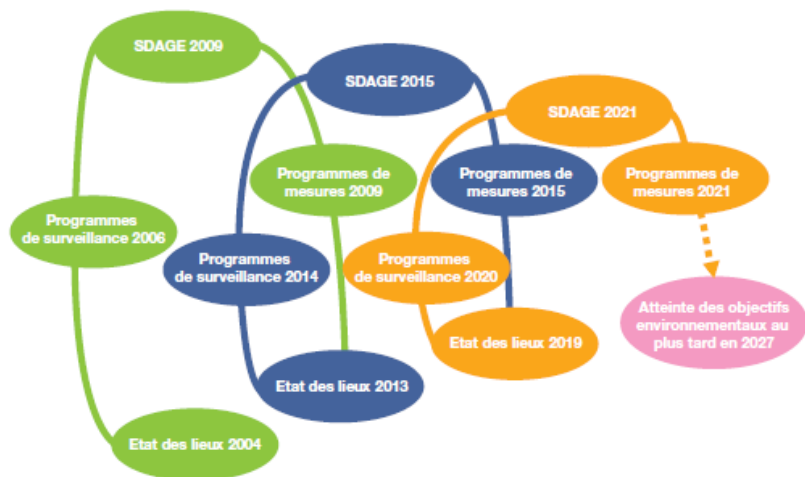 SDAGE 2009
SDAGE 2015
SDAGE 2021
Programmes de
mesures 2009
Programmes de
mesures 2015
Programmes de
mesures 2021
Programmes
de surveillance 2006
Programmes
de surveillance 2014
Programmes
de surveillance 2020
Atteinte des objectifs
environnementaux au
plus tard en 2027
Etat des lieux 2019
Etat des lieux 2013
Etat des lieux 2004